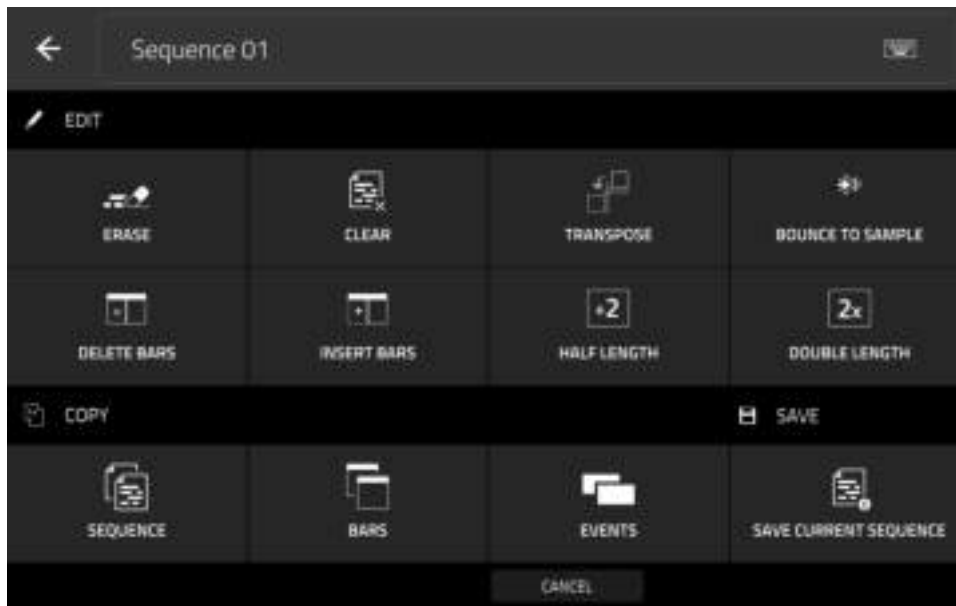 Sequence 01
EDIT
ERASE
CLEAR
TRANSPOSE
BOUNCE TO SAMPLE
DELETE BARS
INSERT BARS
÷2
HALF LENGTH
2x
DOUBLE LENGTH
COPY
SAVE
SEQUENCE
BARS
EVENTS
SAVE CURRENT SEQUENCE
CANCEL